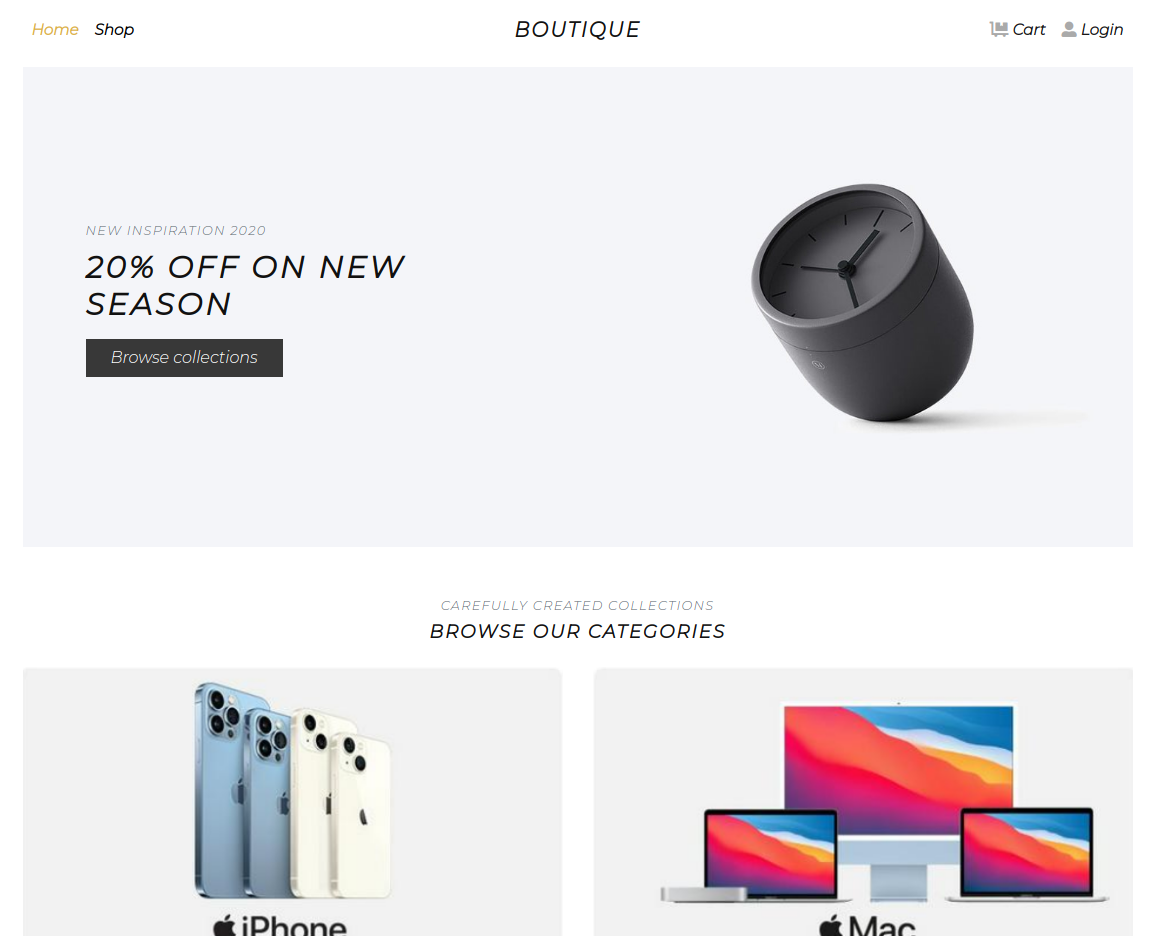 Home Shop BOUTIQUE Cart Login
NEW INSPIRATION 2020
20% OFF ON NEW
SEASON
Browse collections
CAREFULLY CREATED COLLECTIONS
BROWSE OUR CATEGORIES
iPhone
Mac